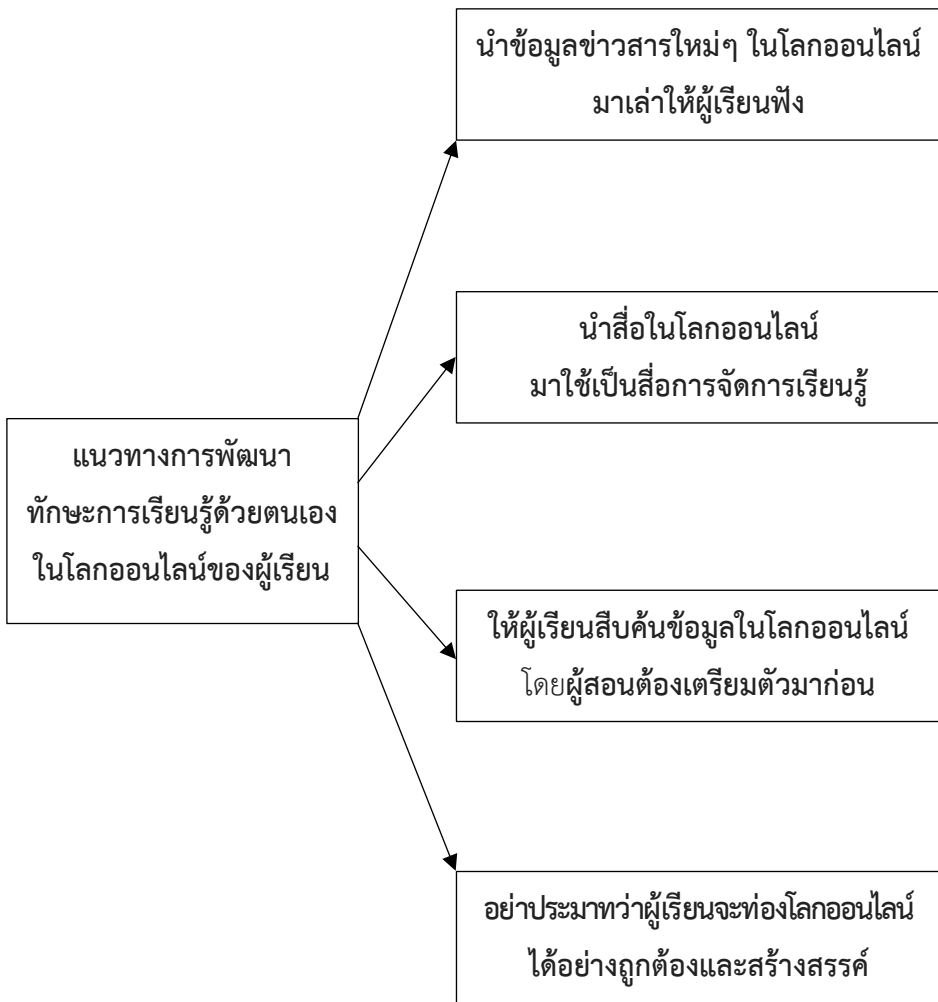 นำข้อมูลข่าวสารใหม่ๆ ในโลกออนไลน์
มาเล่าให้ผู้เรียนฟัง
นำสื่อในโลกออนไลน์
มาใช้เป็นสื่อการจัดการเรียนรู้
แนวทางการพัฒนา
ทักษะการเรียนรู้ด้วยตนเอง
ในโลกออนไลน์ของผู้เรียน
ให้ผู้เรียนสืบค้นข้อมูลในโลกออนไลน์
โดยผู้สอนต้องเตรียมตัวมาก่อน
อย่าประมาทว่าผู้เรียนจะท่องโลกออนไลน์
ได้อย่างถูกต้องและสร้างสรรค์